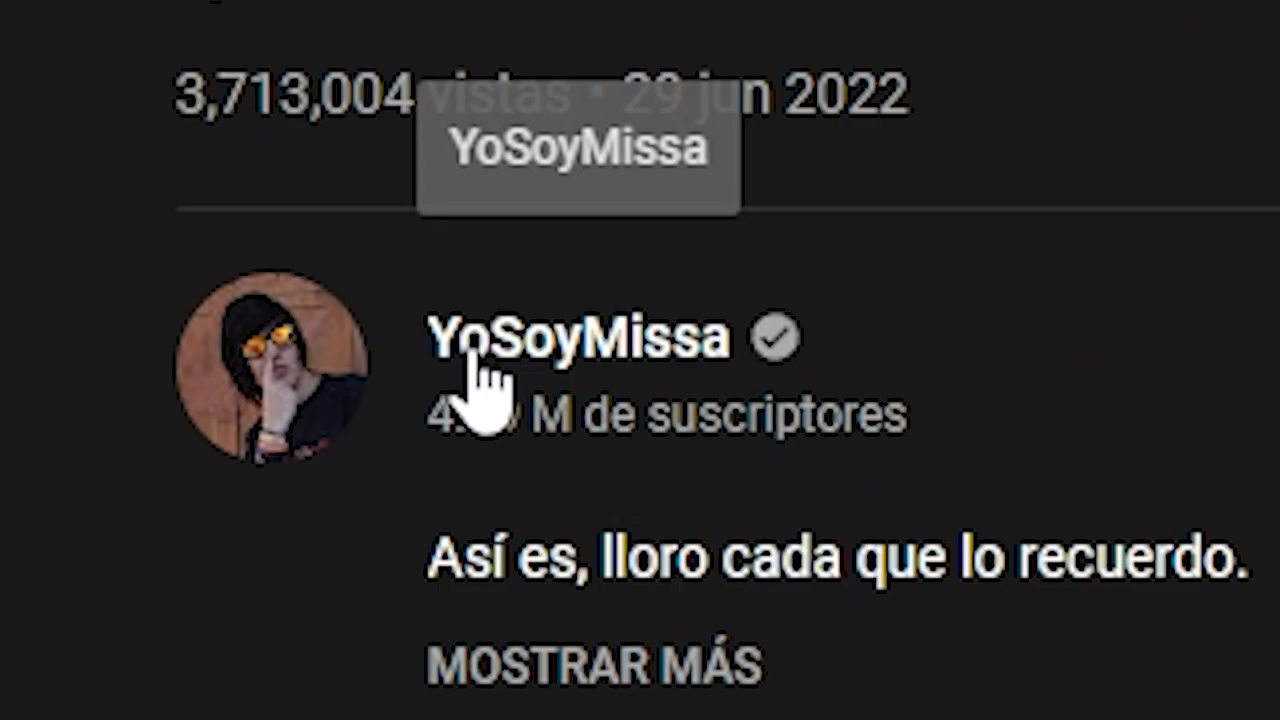 3,713,004 vistas • 29 jun 2022
YoSoyMissa
YoSoyMissa
M de suscriptores
Así es, lloro cada que lo recuerdo.
MOSTRAR MÁS